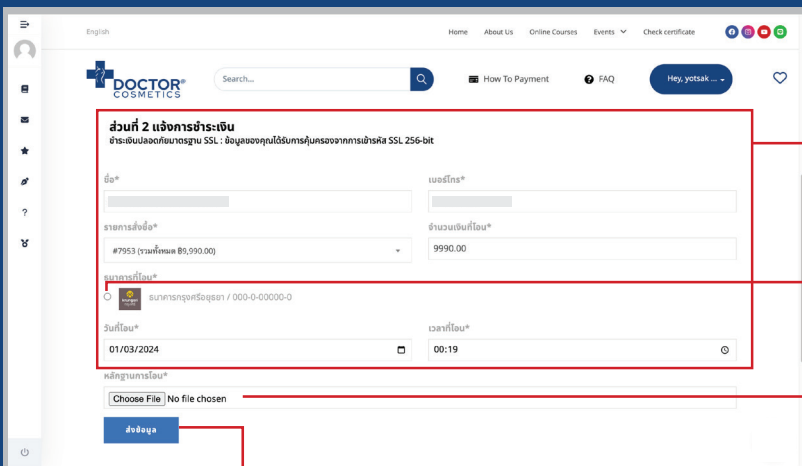 English
Home About Us Online Courses Events Check certificate
DOCTOR®
COSMETICS
Search...
How To Payment
FAQ
Hey, yotsak ...
ส่วนที่ 2 แจ้งการชำระเงิน
ชำระเงินปลอดภัยมาตรฐาน SSL : ข้อมูลของคุณได้รับการคุ้มครองจากการเข้ารหัส SSL 256-bit
ชื่อ* เบอร์โทร*
รายการสั่งซื้อ* จำนวนเงินที่โอน*
#7953 (รวมทั้งหมด ฿9,990.00) 9990.00
ธนาคารที่โอน*
ธนาคารกรุงศรีอยุธยา / 000-0-00000-0
วันที่โอน* เวลาที่โอน*
01/03/2024 00:19
หลักฐานการโอน*
Choose File No file chosen
ส่งข้อมูล